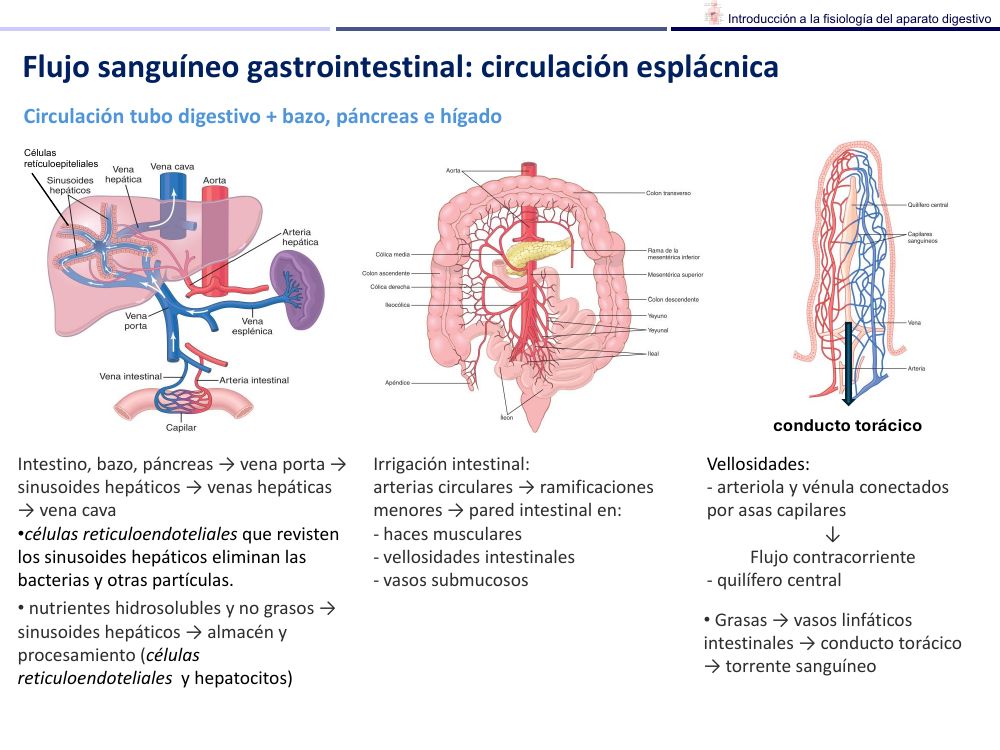 Introducción a la fisiología del aparato digestivo
Flujo sanguíneo gastrointestinal: circulación esplácnica
Circulación tubo digestivo + bazo, páncreas e hígado
Células
retículoepiteliales
Sinusoides
hepáticos
Vena
hepática
Vena cava
Aorta
Arteria
hepática
Vena
porta
Vena
esplénica
Vena intestinal
Arteria intestinal
Capilar
Aorta
Colon transverso
Cólica media
Rama de la
mesentérica inferior
Colon ascendente
Mesentérica superior
Cólica derecha
Colon descendente
Ileocólica
Yeyuno
Yeyunal
Ileal
Apéndice
Íleon
Quilífero central
Capilares
sanguíneos
Vena
Arteria
conducto torácico
Intestino, bazo, páncreas → vena porta →
sinusoides hepáticos → venas hepáticas
→ vena cava
•células reticuloendoteliales que revisten
los sinusoides hepáticos eliminan las
bacterias y otras partículas.
• nutrientes hidrosolubles y no grasos →
sinusoides hepáticos → almacén y
procesamiento (células
reticuloendoteliales y hepatocitos)
Irrigación intestinal:
arterias circulares → ramificaciones
menores → pared intestinal en:
- haces musculares
- vellosidades intestinales
- vasos submucosos
Vellosidades:
- arteriola y vénula conectados
por asas capilares
↓
Flujo contracorriente
- quilífero central
• Grasas → vasos linfáticos
intestinales → conducto torácico
→ torrente sanguíneo